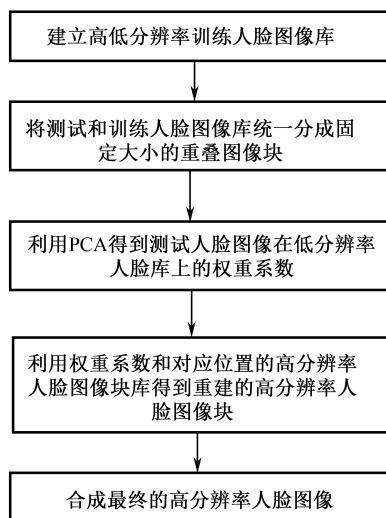 建立高低分辨率训练人脸图像库
将测试和训练人脸图像库统一分成固
定大小的重叠图像块
利用PCA得到测试人脸图像在低分辨率
人脸库上的权重系数
利用权重系数和对应位置的高分辨率
人脸图像块库得到重建的高分辨率人
脸图像块
合成最终的高分辨率人脸图像